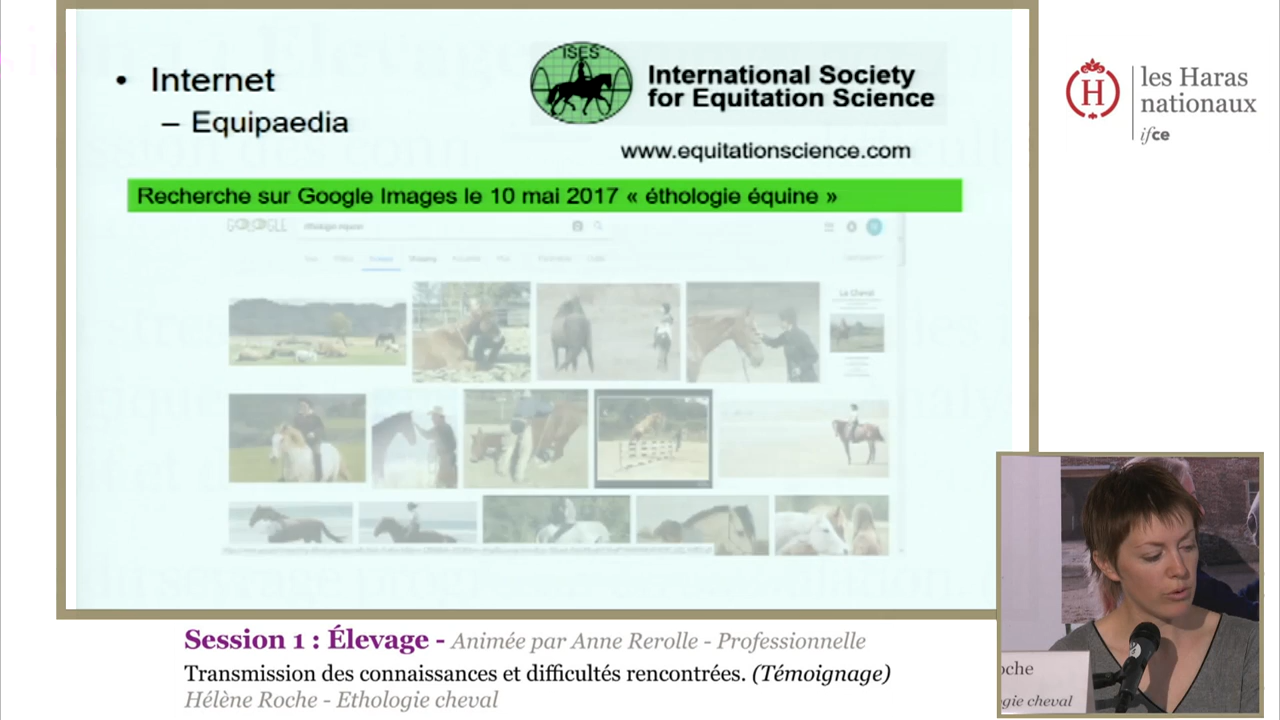 • Internet
– Equipaedia
ISES
International Society
for Equitation Science
www.equitationscience.com
Recherche sur Google Images le 10 mai 2017 « éthologie équine »
H
les Haras
nationaux
ifce
Session 1 : Élevage - Animée par Anne Rerolle - Professionnelle
Transmission des connaissances et difficultés rencontrées. (Témoignage)
Hélène Roche - Ethologie cheval
oche
gie cheval